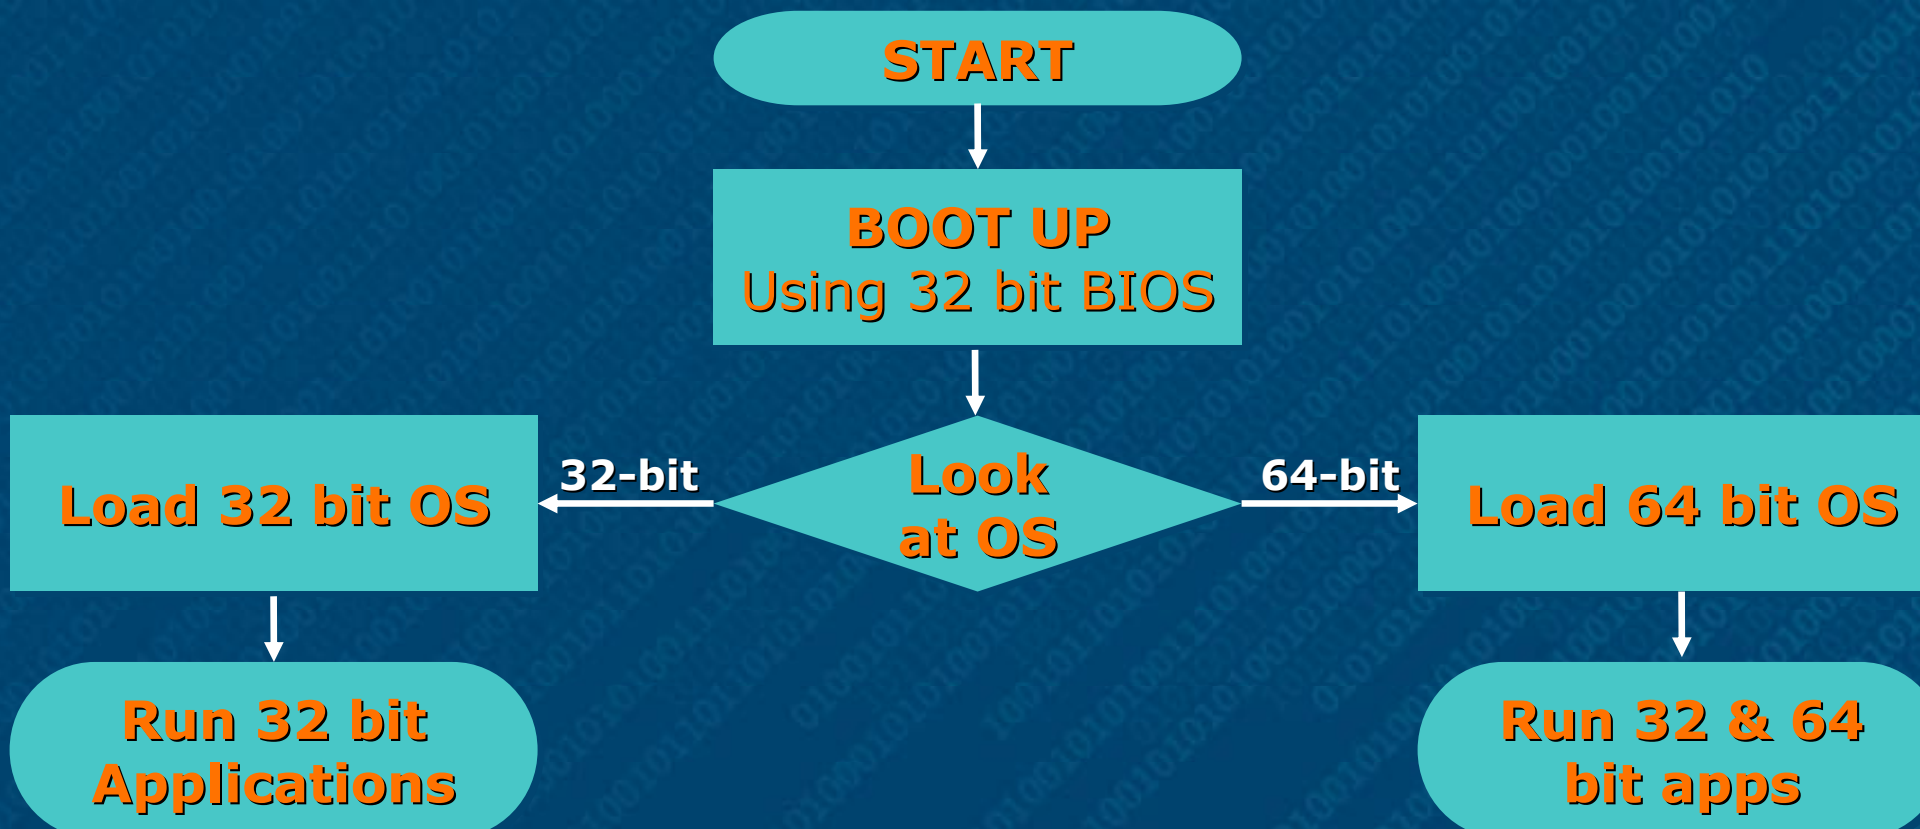 START
BOOT UP
Using 32 bit BIOS
Look
at OS
32-bit
64-bit
Load 32 bit OS
Load 64 bit OS
Run 32 bit
Applications
Run 32 & 64
bit apps